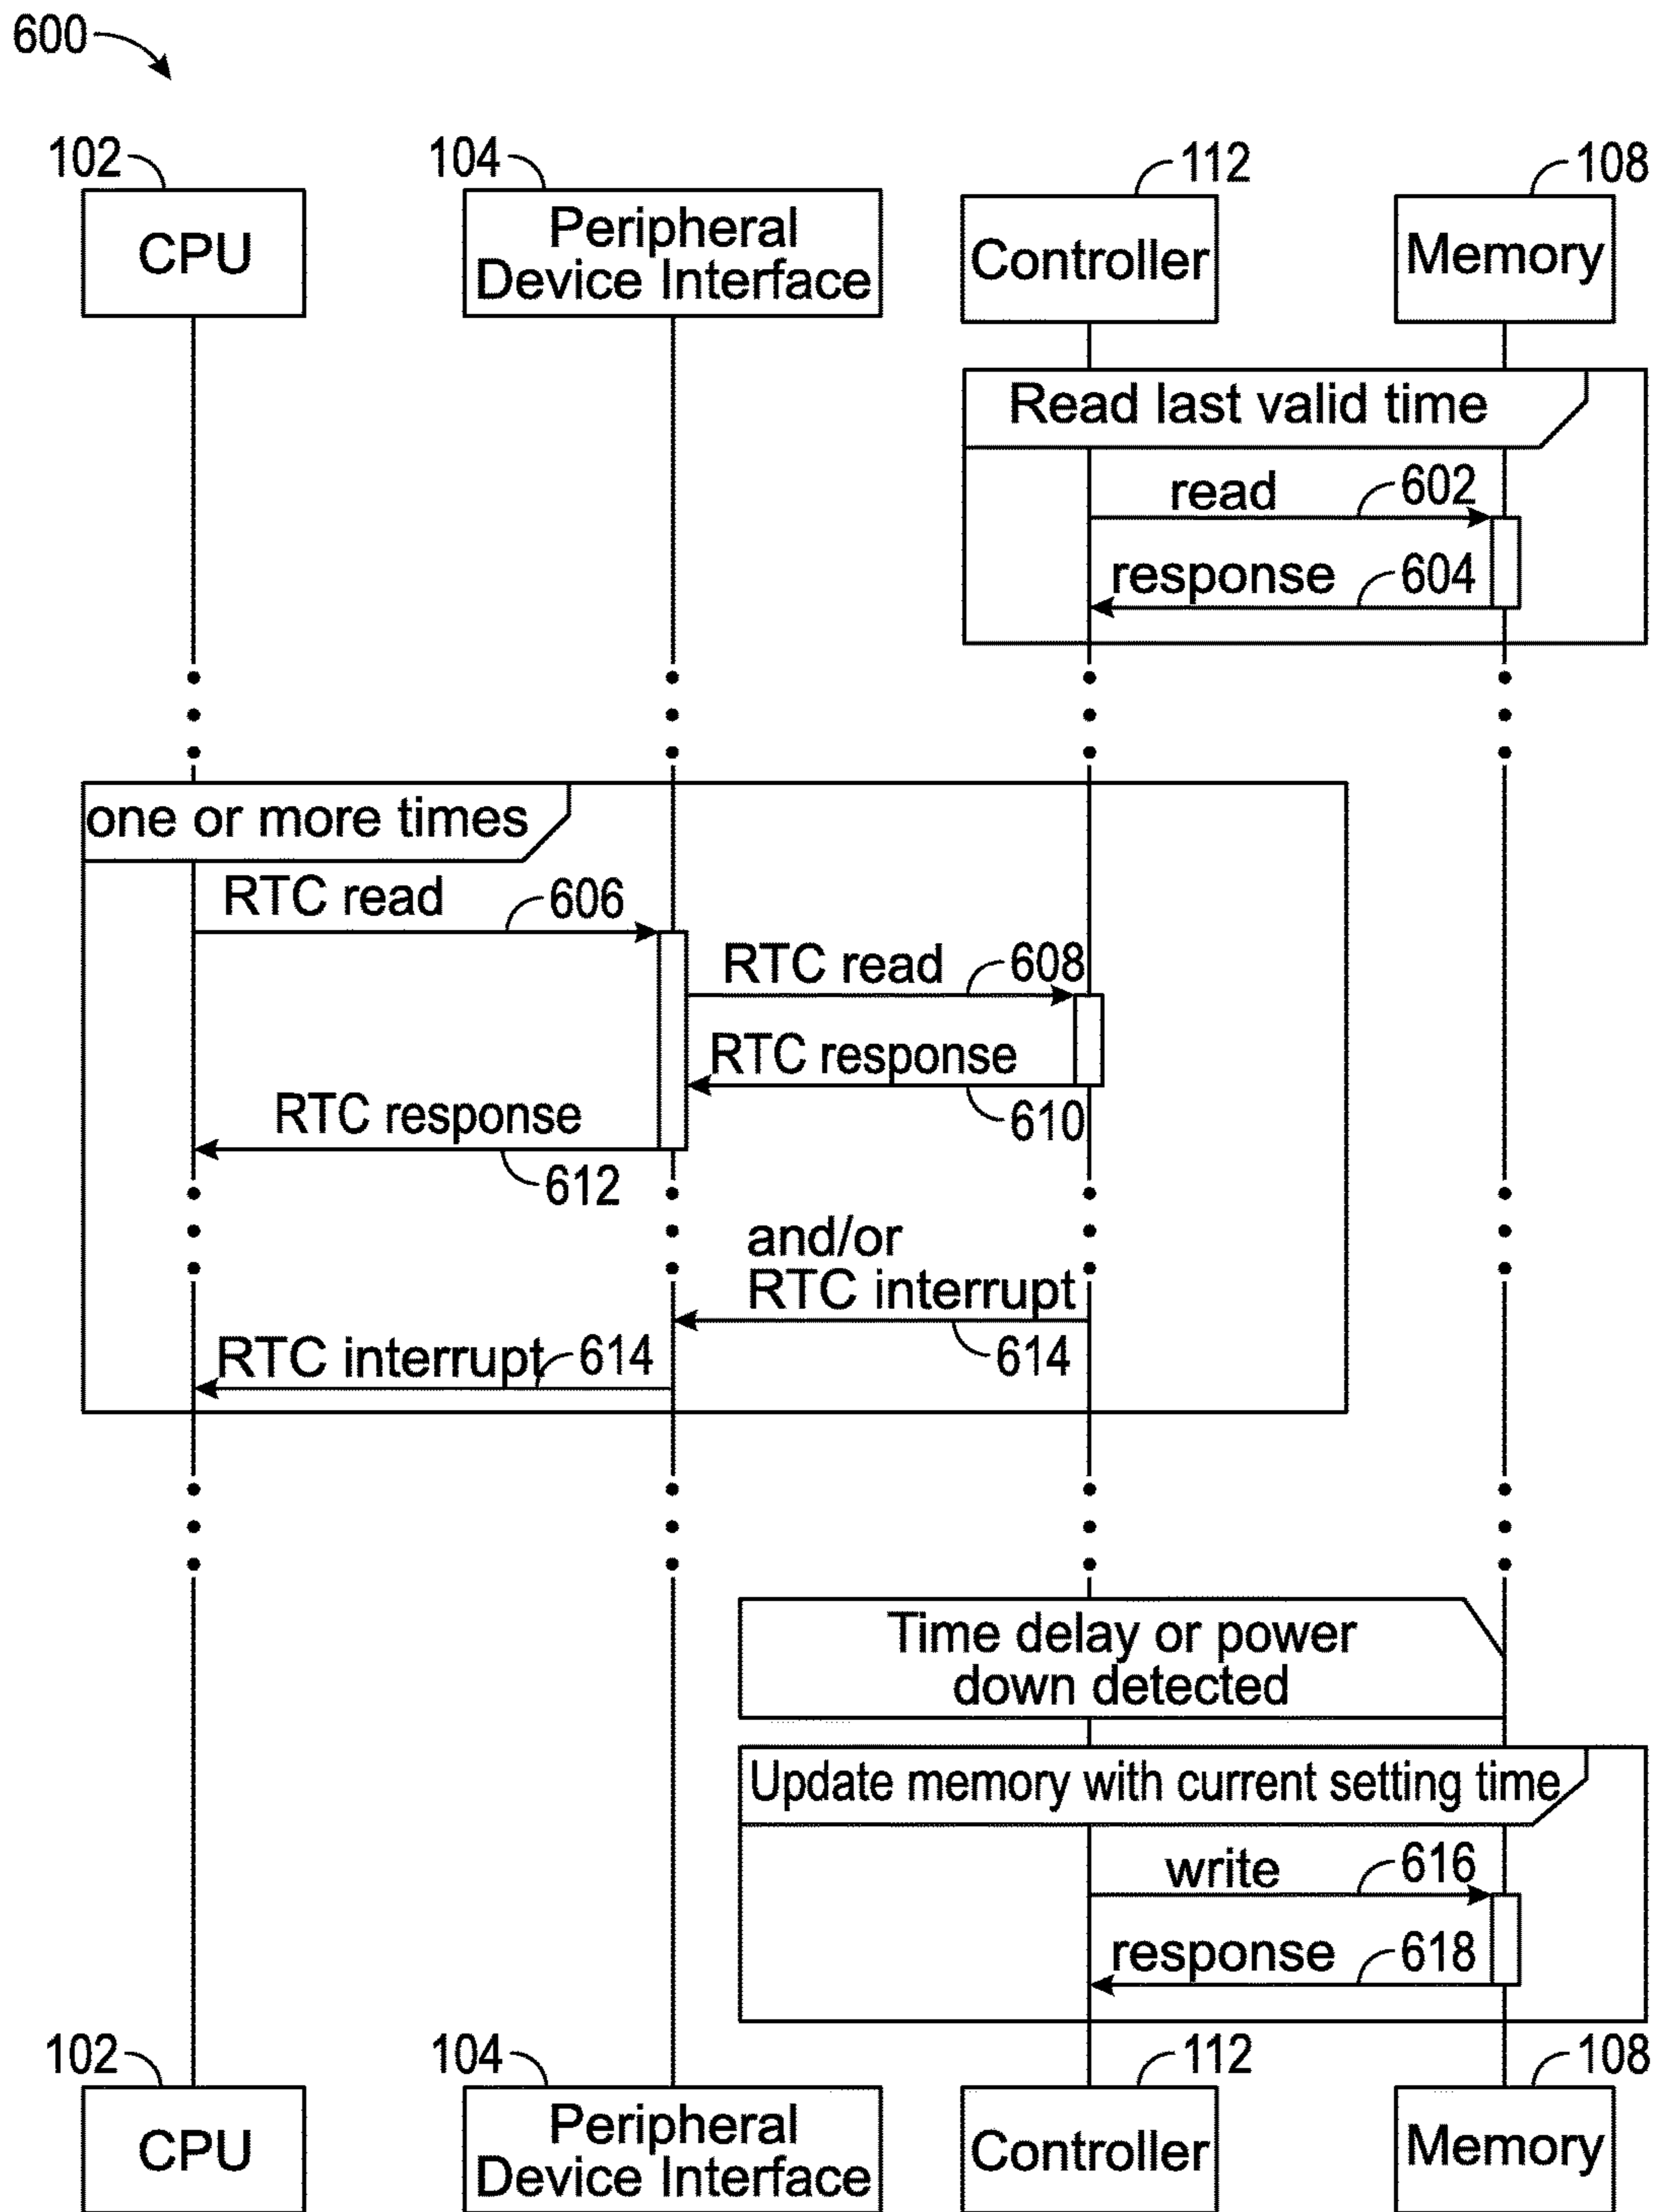 600
102
104
112
108
CPU
Peripheral
Device Interface
Controller
Memory
Read last valid time
read
602
response
604
one or more times
RTC read
606
RTC read
608
RTC response
610
RTC response
612
and/or
RTC interrupt
614
RTC interrupt
614
Time delay or power
down detected
Update memory with current setting time
write
616
response
618
102
104
112
108
CPU
Peripheral
Device Interface
Controller
Memory